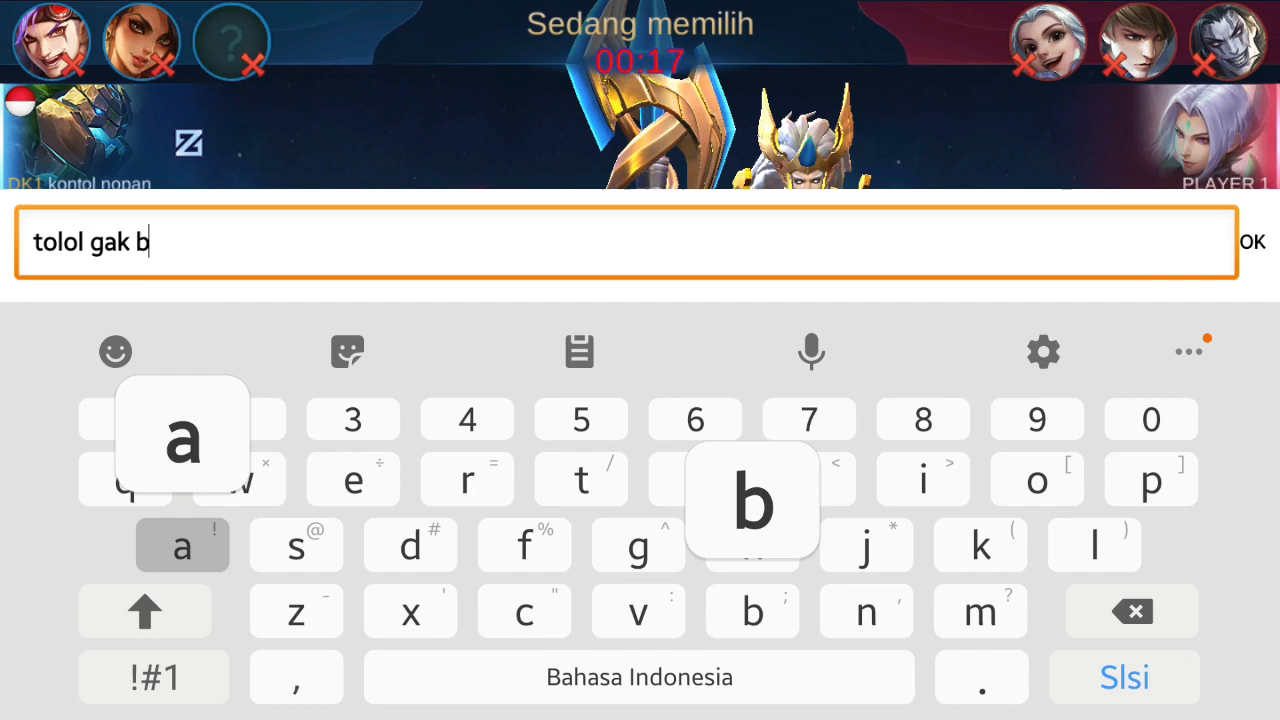 Sedang memilih
00:17
DK1 kontol nopan
PLAYER 1
tolol gak b
OK
a
3 4 5 6 7 8 9 0
q w × e ÷ r = t / < i > o [ p ]
b
a ! s @ d # f % g ^ j * k ( l )
z - x ' c " v : b ; n , m ?
!#1 , Bahasa Indonesia . Slsi